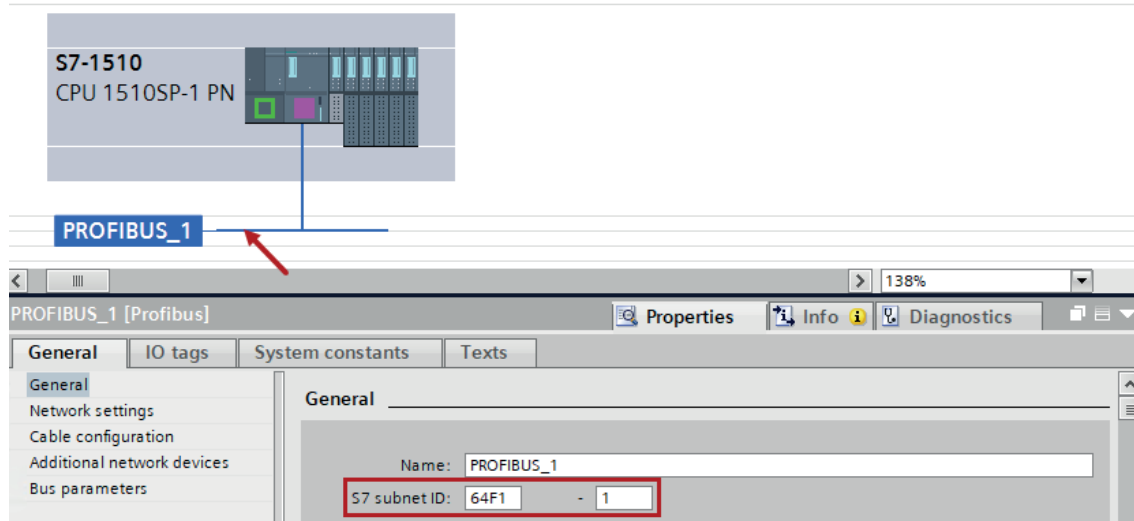 S7-1510
CPU 1510SP-1 PN
PROFIBUS_1
138%
PROFIBUS_1 [Profibus]
Properties
Info
Diagnostics
General
IO tags
System constants
Texts
General
Network settings
Cable configuration
Additional network devices
Bus parameters
General
Name: PROFIBUS_1
S7 subnet ID: 64F1 - 1